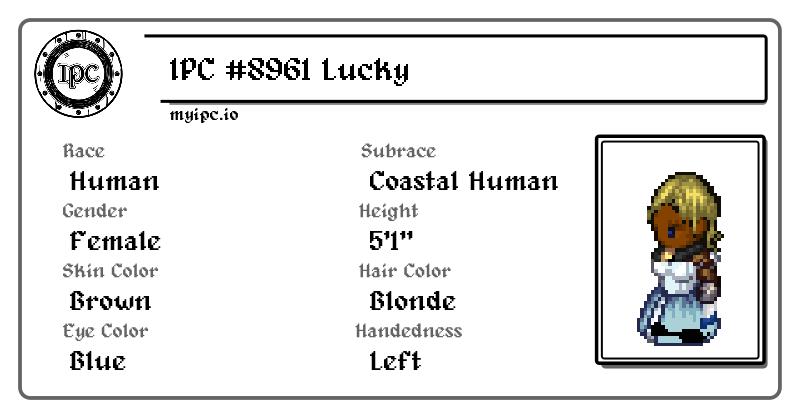 IPC
IPC #8961 Lucky
myipc.io
Race
Human
Subrace
Coastal Human
Gender
Female
Height
5'1"
Skin Color
Brown
Hair Color
Blonde
Eye Color
Blue
Handedness
Left